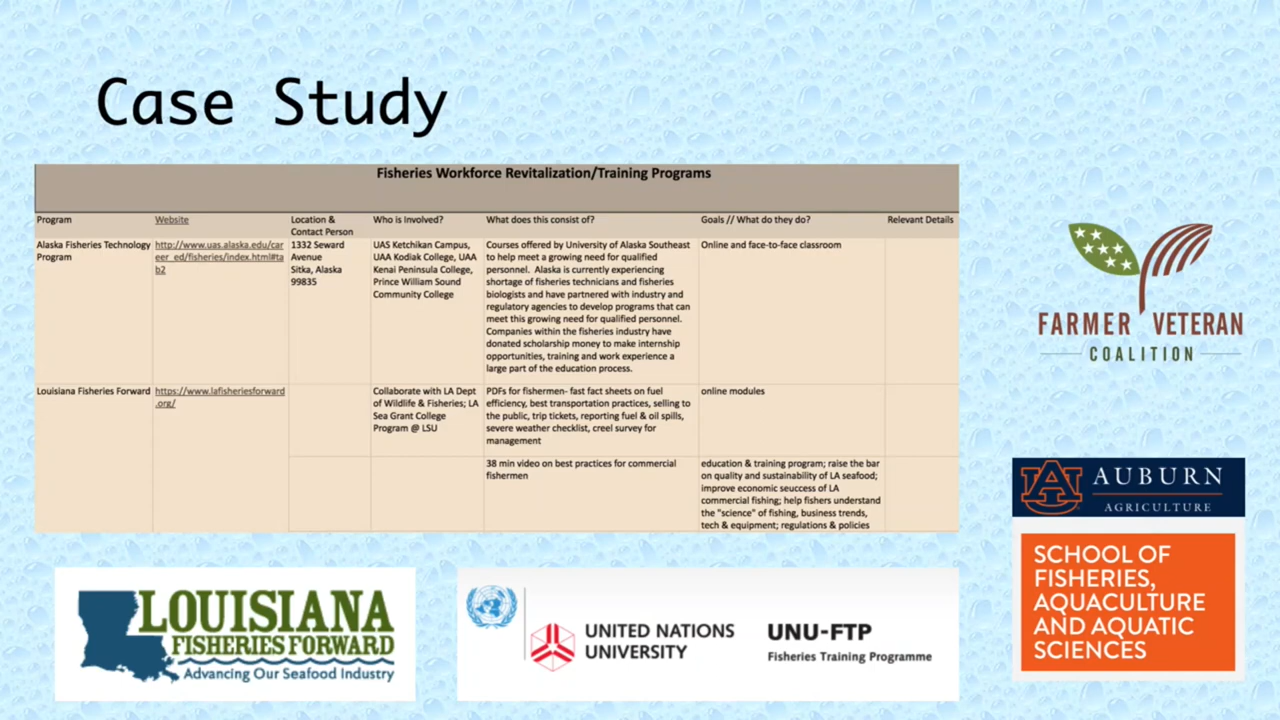 Case Study
Fisheries Workforce Revitalization/Training Programs
Program
Website
Location &
Contact Person
Who is Involved?
What does this consist of?
Goals // What do they do?
Relevant Details
Alaska Fisheries Technology
Program
http://www.uas.alaska.edu/car
eer_ed/fisheries/index.html#ta
b2
1332 Seward
Avenue
Sitka, Alaska
99835
UAS Ketchikan Campus,
UAA Kodiak College, UAA
Kenai Peninsula College,
Prince William Sound
Community College
Courses offered by University of Alaska Southeast
to help meet a growing need for qualified
personnel. Alaska is currently experiencing
shortage of fisheries technicians and fisheries
biologists and have partnered with industry and
regulatory agencies to develop programs that can
meet this growing need for qualified personnel.
Companies within the fisheries industry have
donated scholarship money to make internship
opportunities, training and work experience a
large part of the education process.
Online and face-to-face classroom
Louisiana Fisheries Forward
https://www.lafisheriesforward
.org/
Collaborate with LA Dept
of Wildlife & Fisheries; LA
Sea Grant College
Program @ LSU
PDFs for fishermen- fast fact sheets on fuel
efficiency, best transportation practices, selling to
the public, trip tickets, reporting fuel & oil spills,
severe weather checklist, creel survey for
management
online modules
38 min video on best practices for commercial
fishermen
education & training program; raise the bar
on quality and sustainability of LA seafood;
improve economic seuccess of LA
commercial fishing; help fishers understand
the "science" of fishing, business trends,
tech & equipment; regulations & policies
FARMER VETERAN
COALITION
AU AUBURN
AGRICULTURE
SCHOOL OF
FISHERIES,
AQUACULTURE
AND AQUATIC
SCIENCES
LOUISIANA
FISHERIES FORWARD
Advancing Our Seafood Industry
UNITED NATIONS
UNIVERSITY
UNU-FTP
Fisheries Training Programme